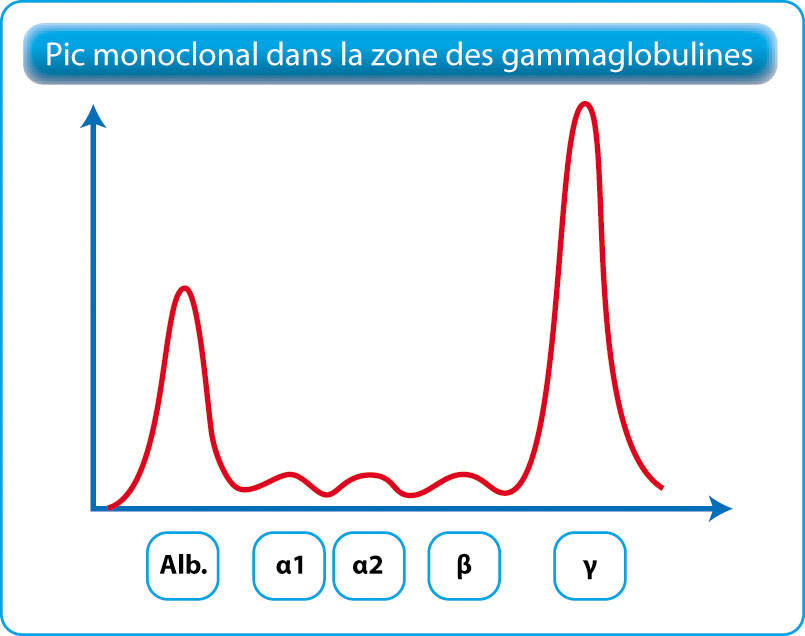 Pic monoclonal dans la zone des gammaglobulines
Alb. α1 α2 β γ